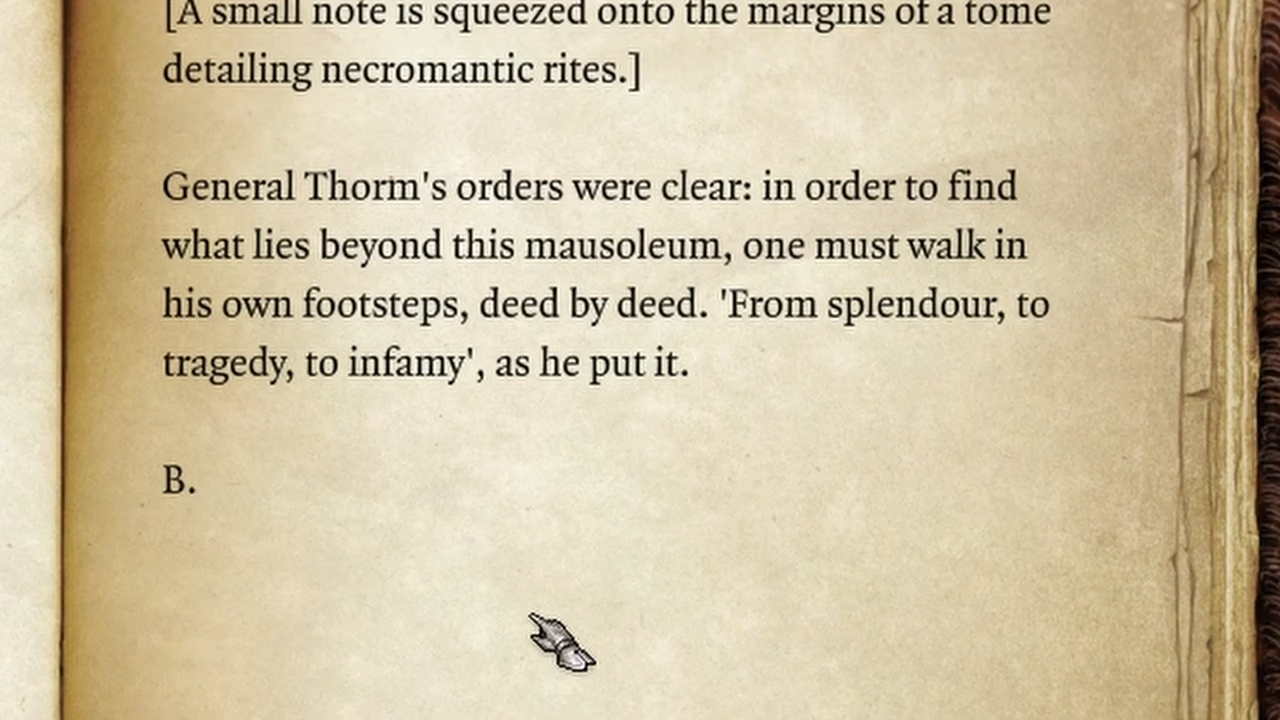 [A small note is squeezed onto the margins of a tome
detailing necromantic rites.]
General Thorm's orders were clear: in order to find
what lies beyond this mausoleum, one must walk in
his own footsteps, deed by deed. 'From splendour, to
tragedy, to infamy', as he put it.
B.